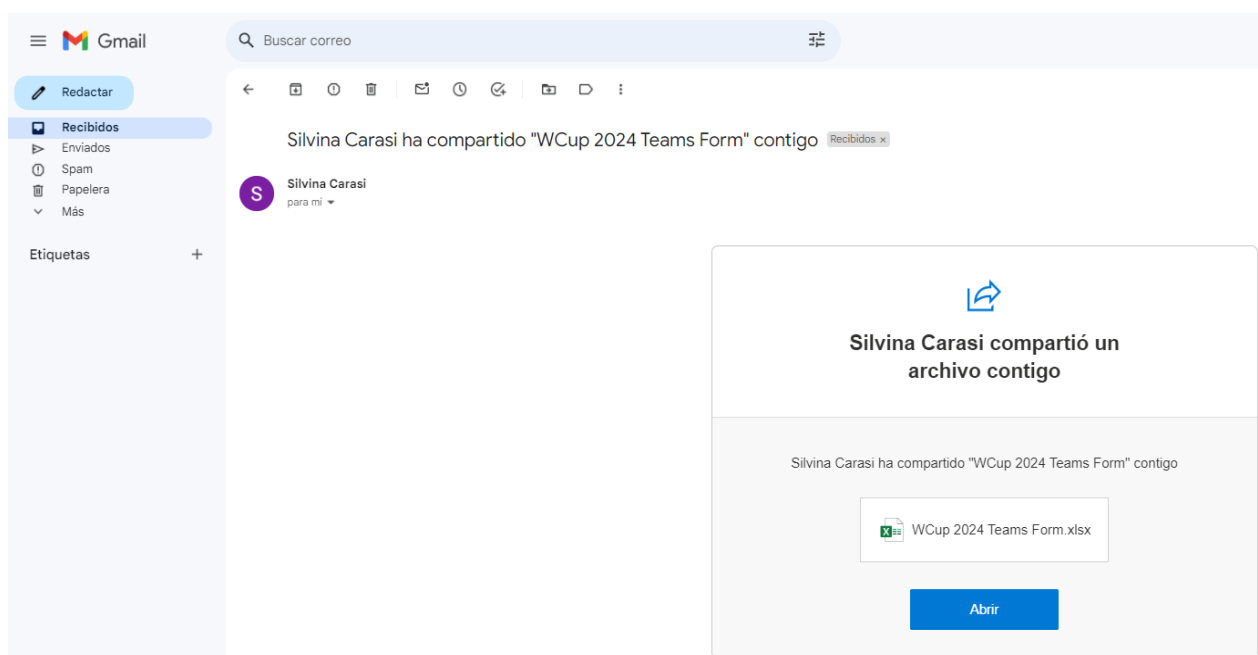 Gmail
Buscar correo
Redactar
Recibidos
Enviados
Spam
Papelera
Más
Etiquetas
Silvina Carasi ha compartido "WCup 2024 Teams Form" contigo Recibidos x
S
Silvina Carasi
para mí
Silvina Carasi compartió un
archivo contigo
Silvina Carasi ha compartido "WCup 2024 Teams Form" contigo
WCup 2024 Teams Form.xlsx
Abrir